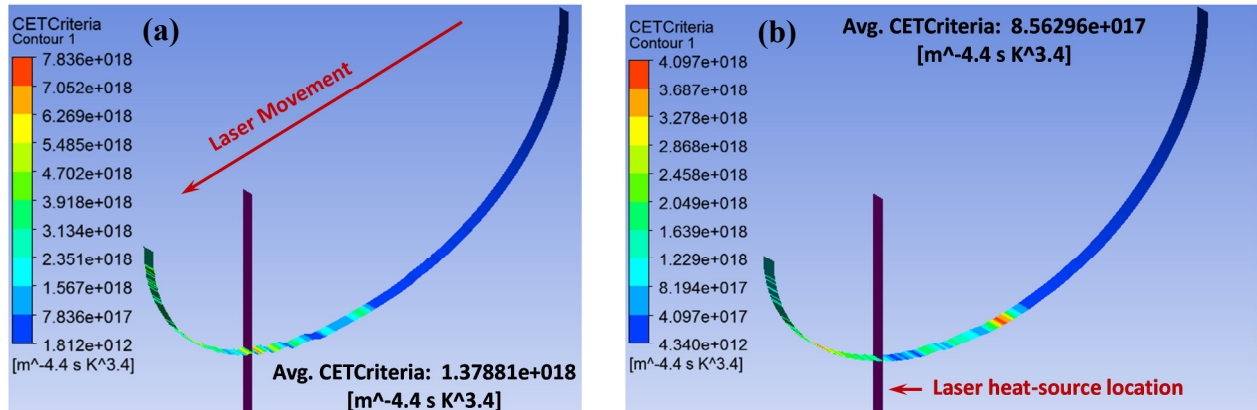 CETCriteria
Contour 1
(a)
7.836e+018
7.052e+018
6.269e+018
5.485e+018
4.702e+018
3.918e+018
3.134e+018
2.351e+018
1.567e+018
7.836e+017
1.812e+012
[m^-4.4 s K^3.4]
Laser Movement
Avg. CETCriteria: 1.37881e+018
[m^-4.4 s K^3.4]
CETCriteria
Contour 1
(b)
Avg. CETCriteria: 8.56296e+017
[m^-4.4 s K^3.4]
4.097e+018
3.687e+018
3.278e+018
2.868e+018
2.458e+018
2.049e+018
1.639e+018
1.229e+018
8.194e+017
4.097e+017
4.340e+012
[m^-4.4 s K^3.4]
Laser heat-source location